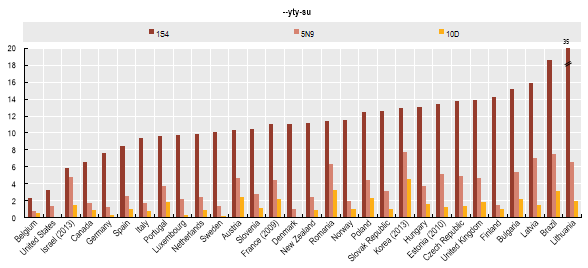 --yty-su
1S4 5N9 10D
20
18
16
14
12
10
8
6
4
2
0
35
Belgium
United States
Israel (2013)
Canada
Germany
Spain
Italy
Portugal
Luxembourg
Netherlands
Sweden
Austria
Slovenia
France (2009)
Denmark
New Zealand
Romania
Norway
Poland
Slovak Republic
Korea (2013)
Hungary
Estonia (2010)
Czech Republic
United Kingdom
Finland
Bulgaria
Latvia
Brazil
Lithuania